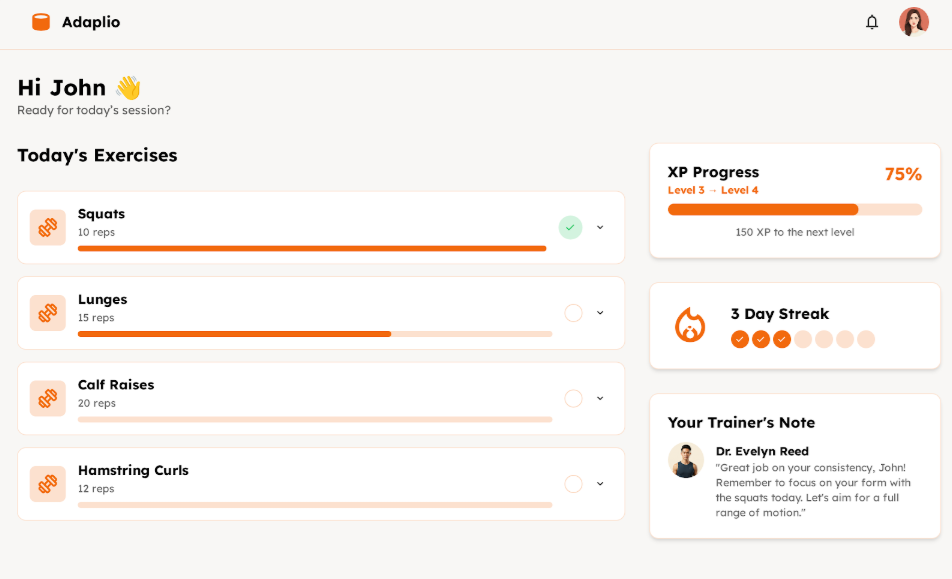 Adaplio
Hi John 👋
Ready for today's session?
Today's Exercises
Squats
10 reps
Lunges
15 reps
Calf Raises
20 reps
Hamstring Curls
12 reps
XP Progress
75%
Level 3 → Level 4
150 XP to the next level
3 Day Streak
Your Trainer's Note
Dr. Evelyn Reed
"Great job on your consistency, John!
Remember to focus on your form with
the squats today. Let's aim for a full
range of motion."